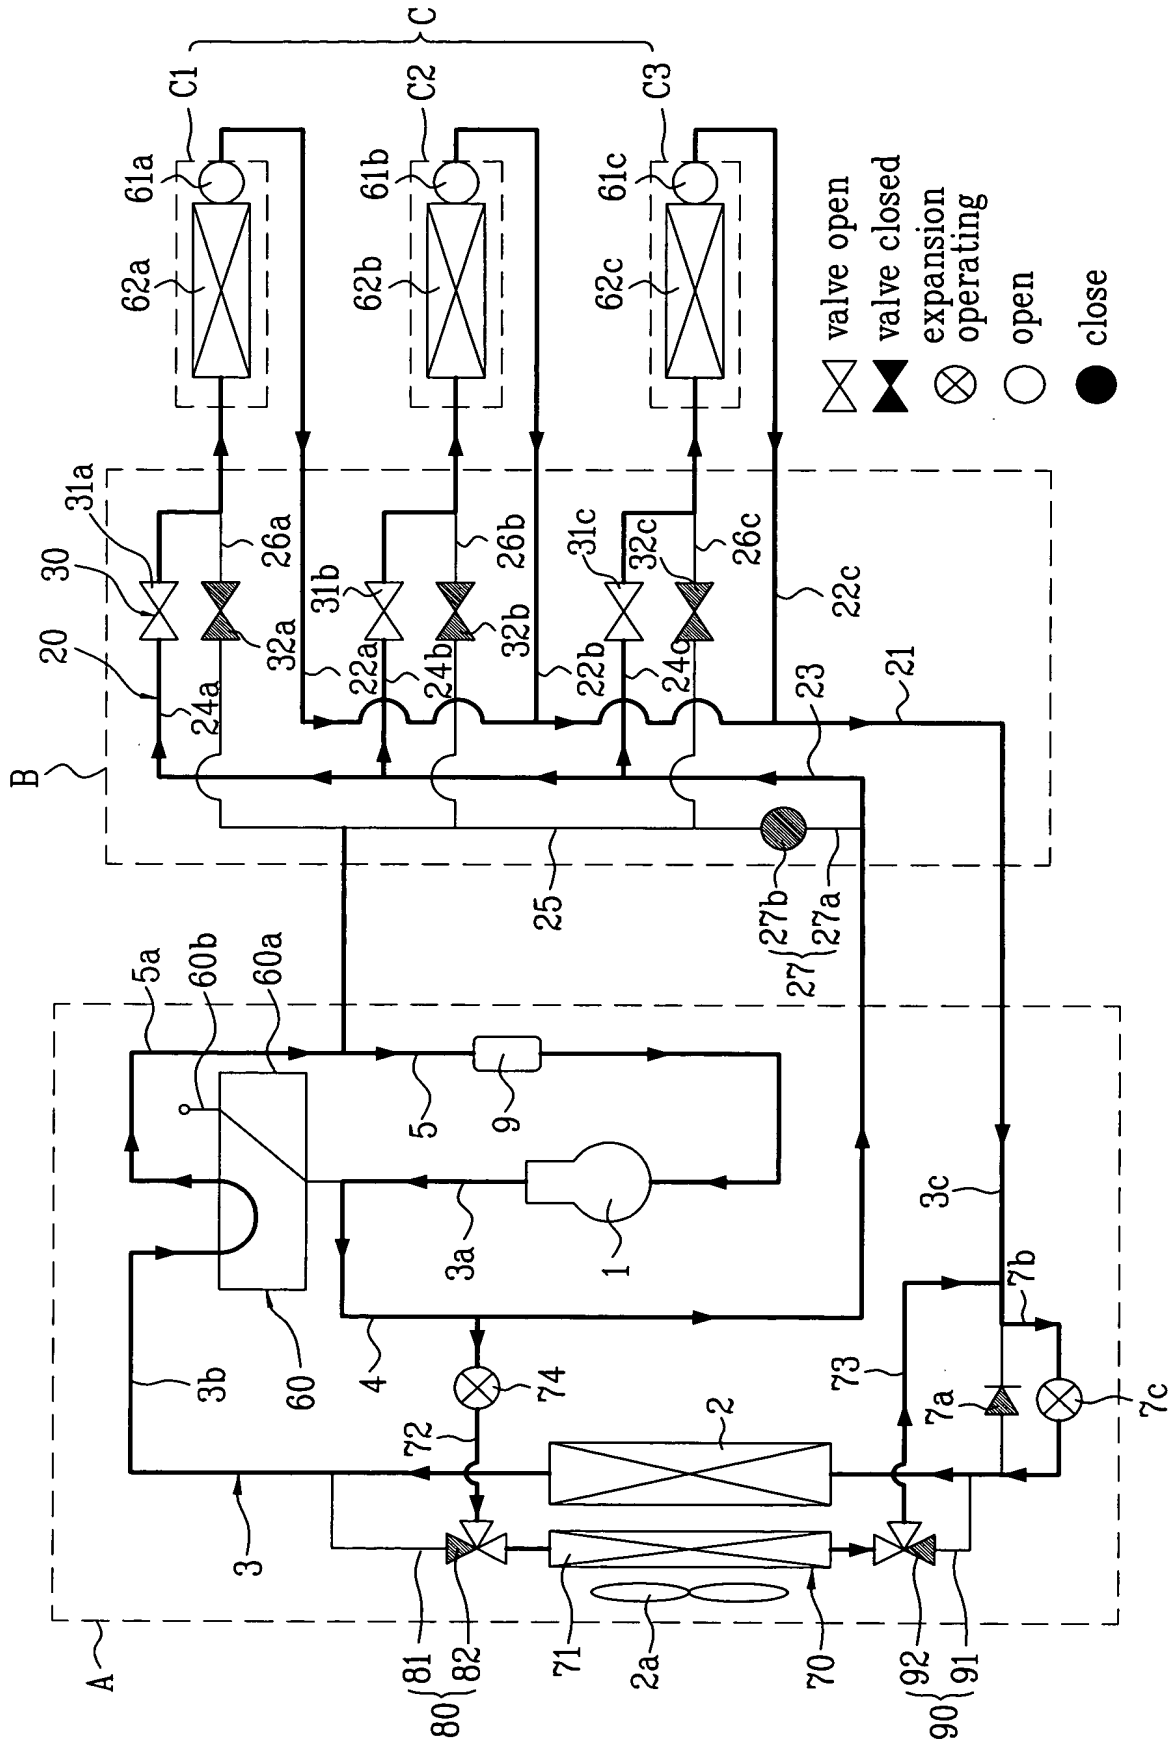 A
B
C
C1
C2
C3
61a
62a
61b
62b
61c
62c
20
30
31a
24a
32a
26a
22a
31b
24b
32b
26b
22b
31c
24c
32c
26c
22c
23
21
25
27
27b
27a
5a
60b
60a
60
5
9
1
3a
3b
3c
3
4
74
72
73
7a
7b
7c
2
2a
71
70
80
81
82
90
92
91
valve open
valve closed
expansion
operating
open
close